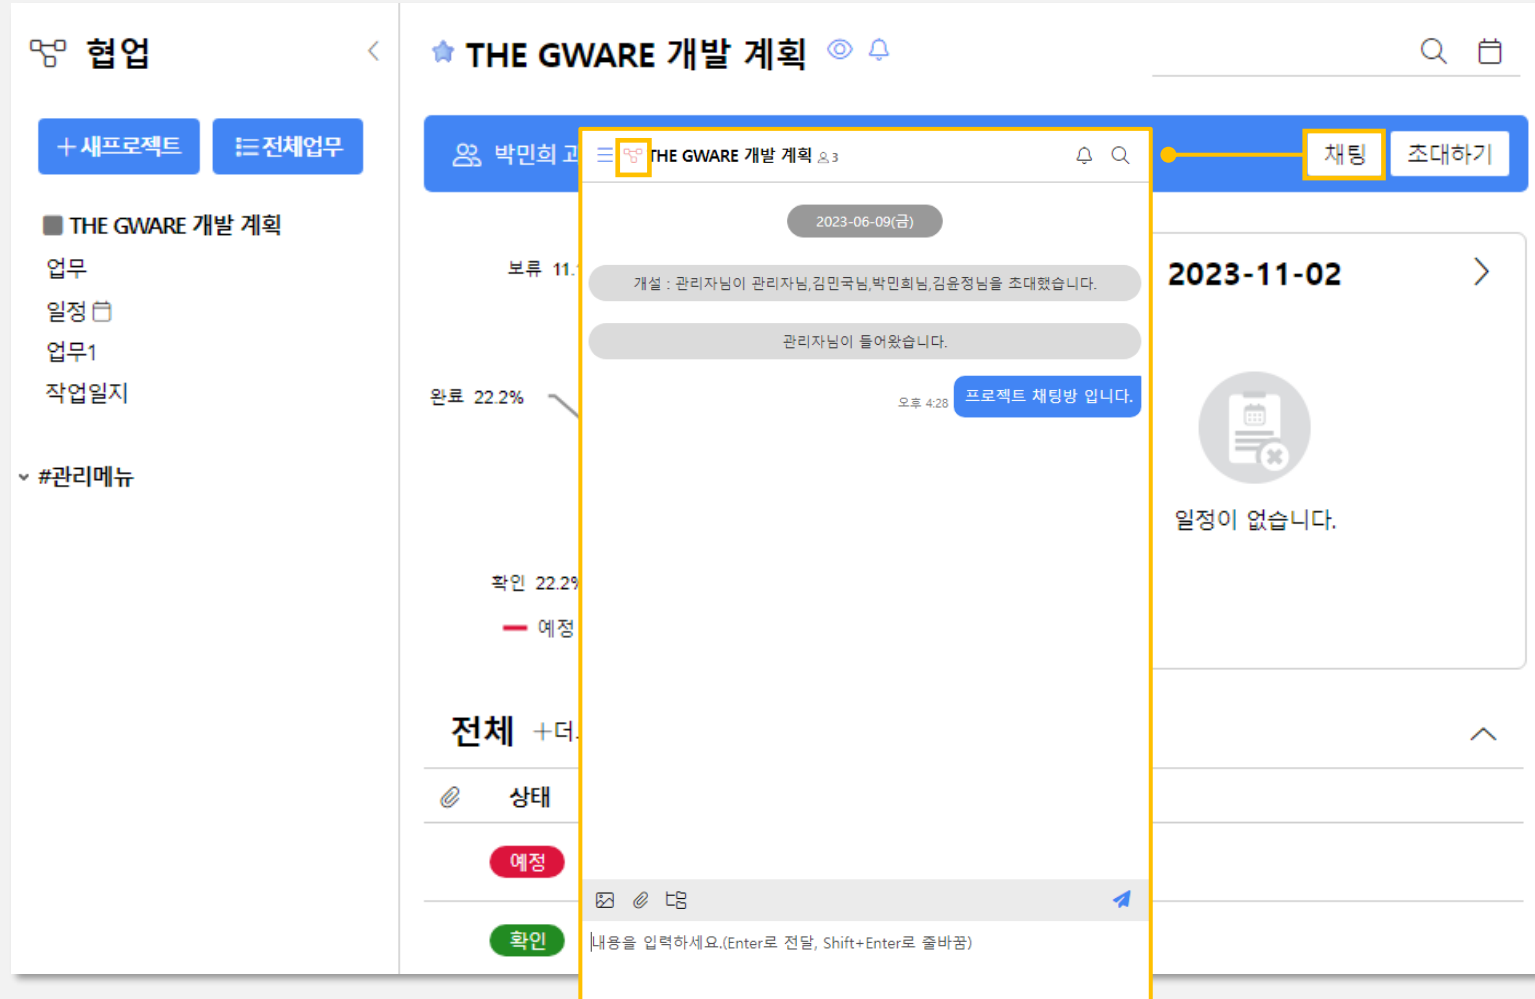 협업
+새프로젝트
전체업무
THE GWARE 개발 계획
업무
일정
업무1
작업일지
#관리메뉴
THE GWARE 개발 계획
박민희
채팅
초대하기
보류
완료 22.2%
확인 22.2%
예정
전체
+더
상태
예정
확인
THE GWARE 개발 계획 3
2023-06-09(금)
개설 : 관리자님이 관리자님,김민국님,박민희님,김윤정님을 초대했습니다.
관리자님이 들어왔습니다.
오후 4:28
프로젝트 채팅방 입니다.
내용을 입력하세요.(Enter로 전달, Shift+Enter로 줄바꿈)
2023-11-02
일정이 없습니다.